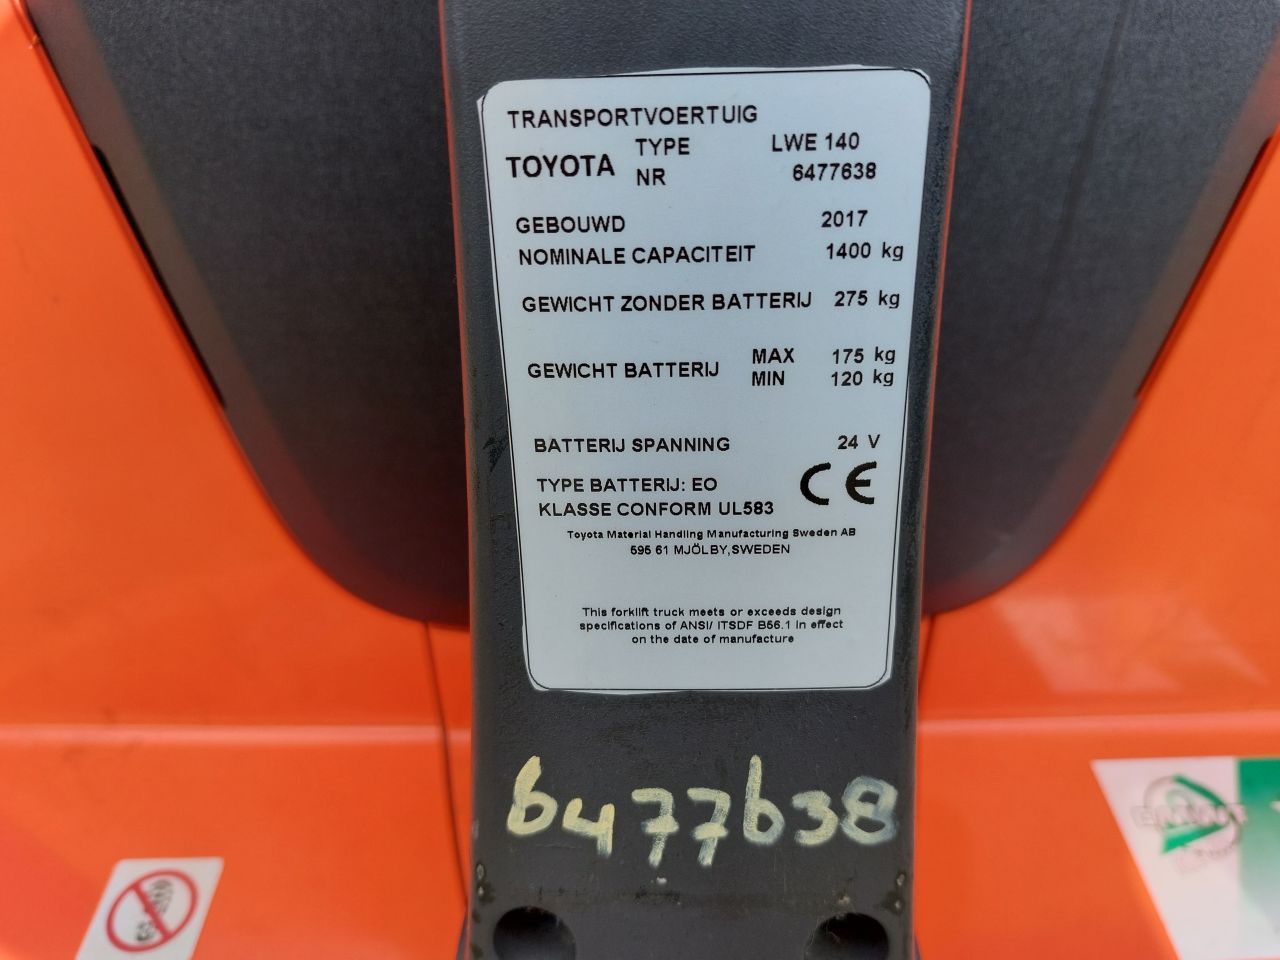 TRANSPORTVOERTUIG
TOYOTA TYPE LWE 140
NR 6477638
GEBOUWD 2017
NOMINALE CAPACITEIT 1400 kg
GEWICHT ZONDER BATTERIJ 275 kg
GEWICHT BATTERIJ MAX 175 kg
MIN 120 kg
BATTERIJ SPANNING 24 V
TYPE BATTERIJ: EO CE
KLASSE CONFORM UL583
Toyota Material Handling Manufacturing Sweden AB
595 61 MJÖLBY,SWEDEN
This forklift truck meets or exceeds design
specifications of ANSI/ ITSDF B56.1 in effect
on the date of manufacture
6477638